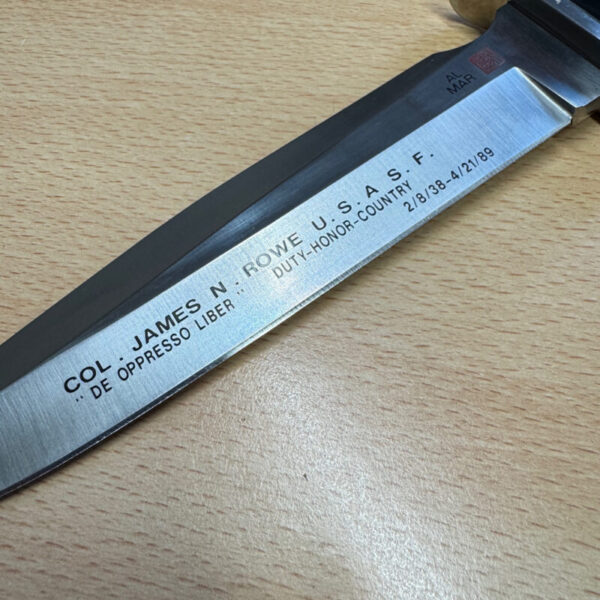 AL
MAR
COL. JAMES N. ROWE U.S.A S.F.
"DE OPPRESSO LIBER" DUTY-HONOR-COUNTRY
2/8/38-4/21/89